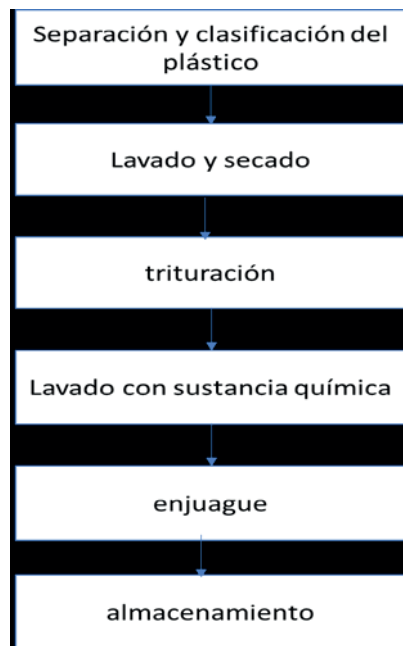 Separación y clasificación del
plástico
Lavado y secado
trituración
Lavado con sustancia química
enjuague
almacenamiento